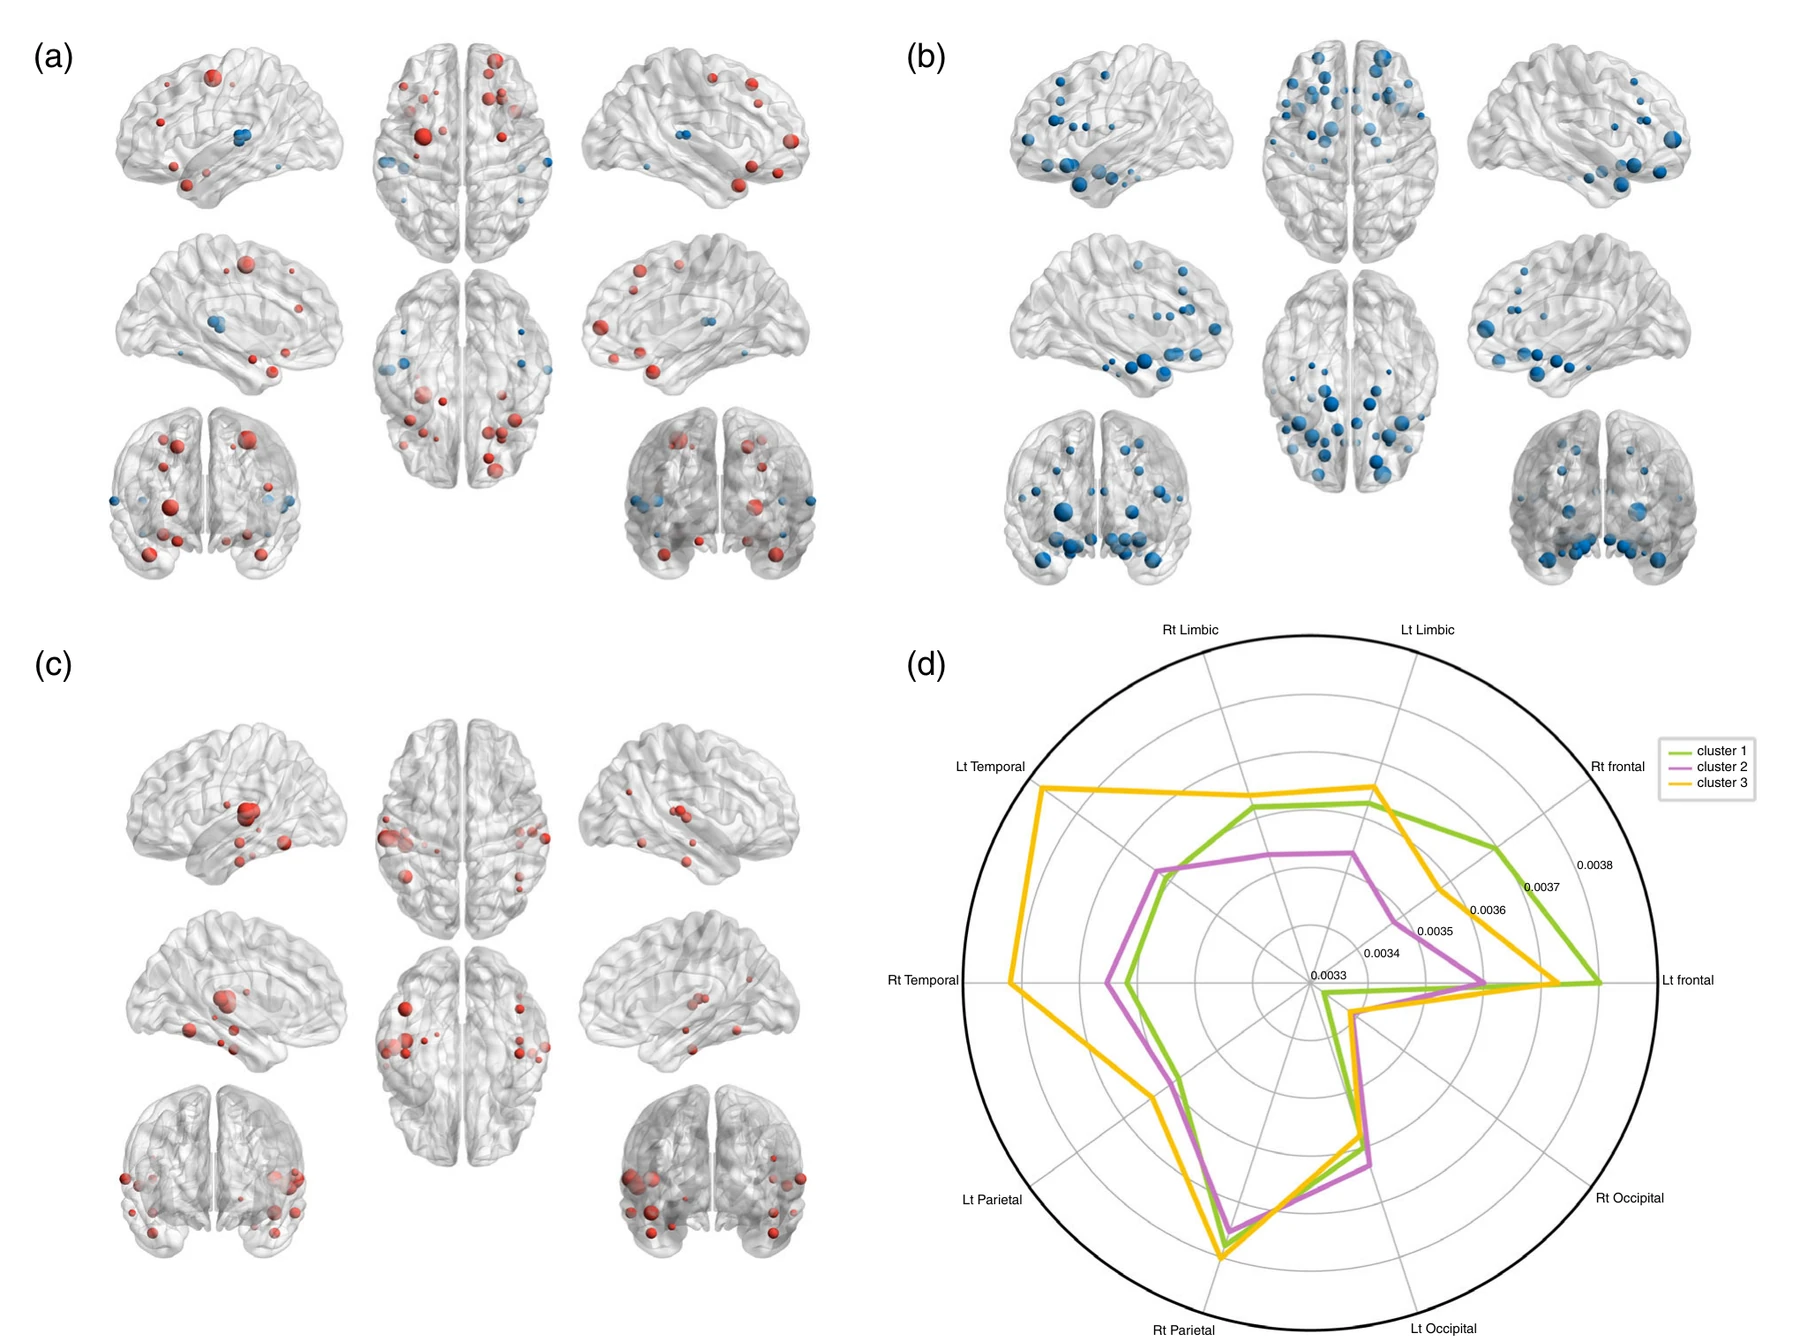 (a)
(b)
(c)
(d)
Rt Limbic
Lt Limbic
Lt Temporal
Rt frontal
cluster 1
cluster 2
cluster 3
0.0038
0.0037
0.0036
0.0035
0.0034
0.0033
Rt Temporal
Lt frontal
Lt Parietal
Rt Occipital
Rt Parietal
Lt Occipital